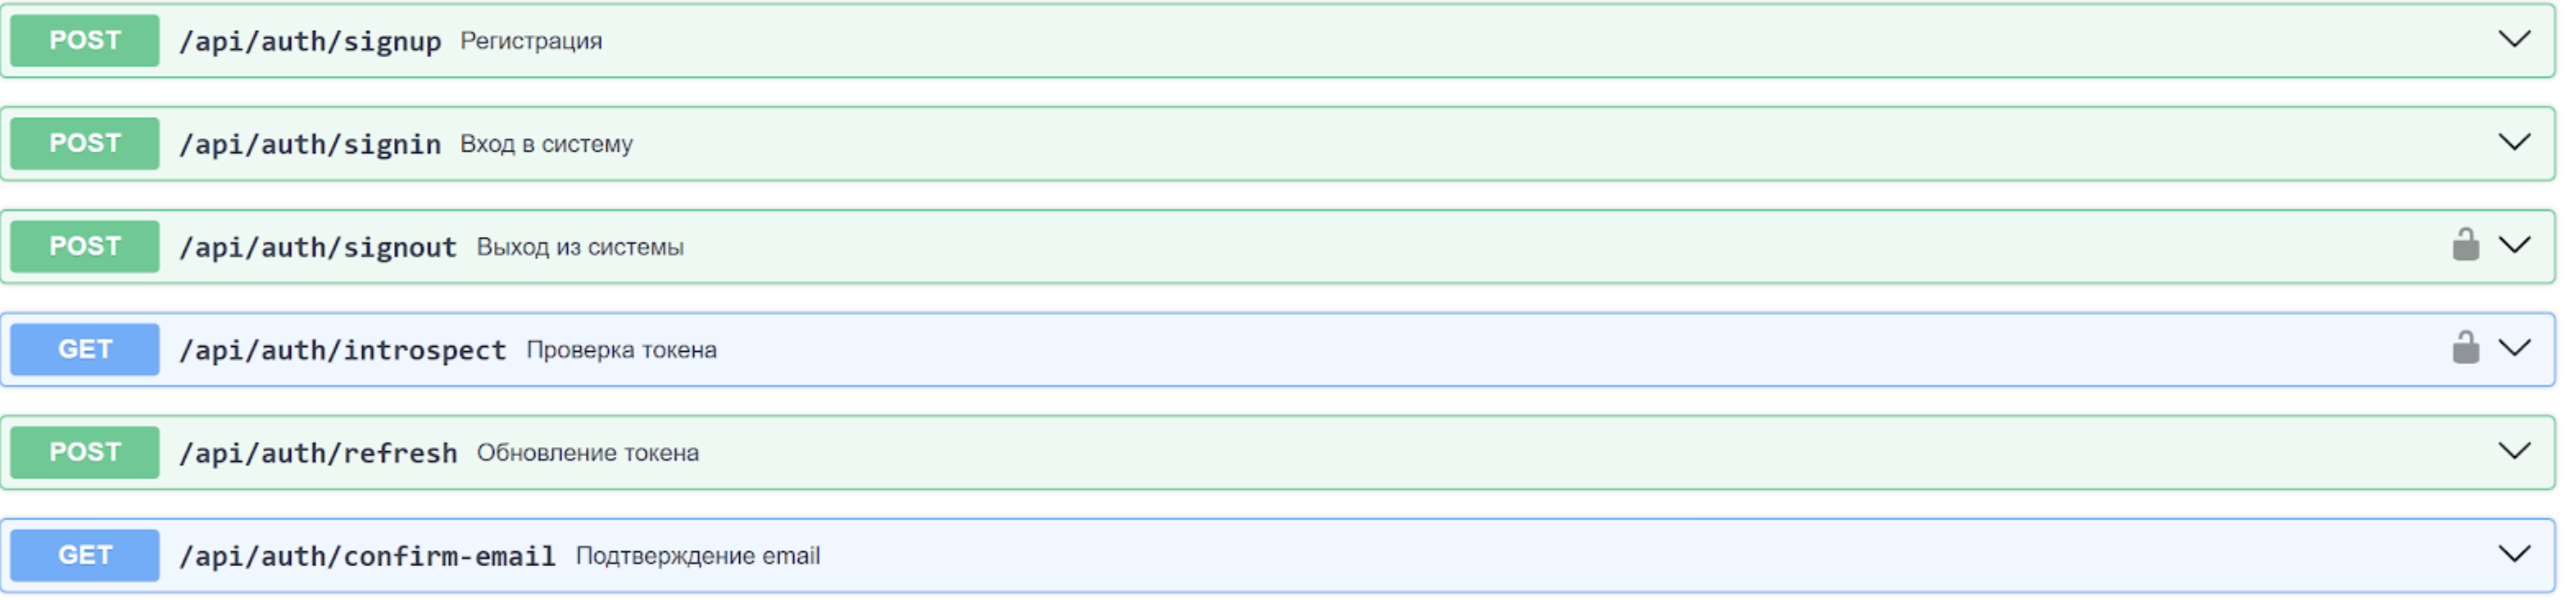 POST /api/auth/signup Регистрация
POST /api/auth/signin Вход в систему
POST /api/auth/signout Выход из системы
GET /api/auth/introspect Проверка токена
POST /api/auth/refresh Обновление токена
GET /api/auth/confirm-email Подтверждение email